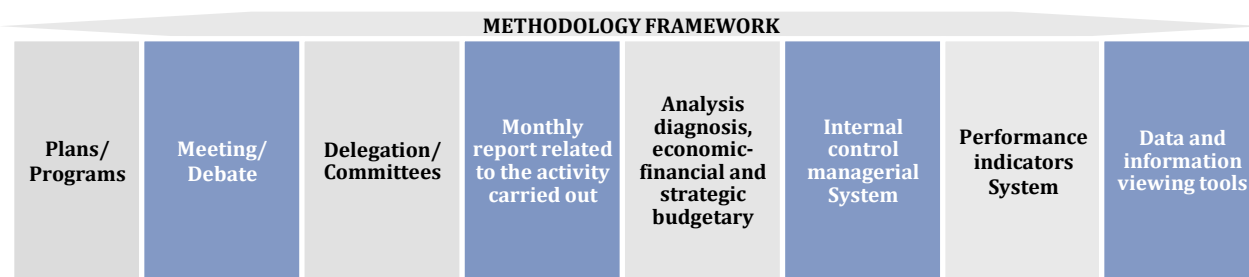 METHODOLOGY FRAMEWORK
Plans/
Programs
Meeting/
Debate
Delegation/
Committees
Monthly
report related
to the activity
carried out
Analysis
diagnosis,
economic-
financial and
strategic
budgetary
Internal
control
managerial
System
Performance
indicators
System
Data and
information
viewing tools